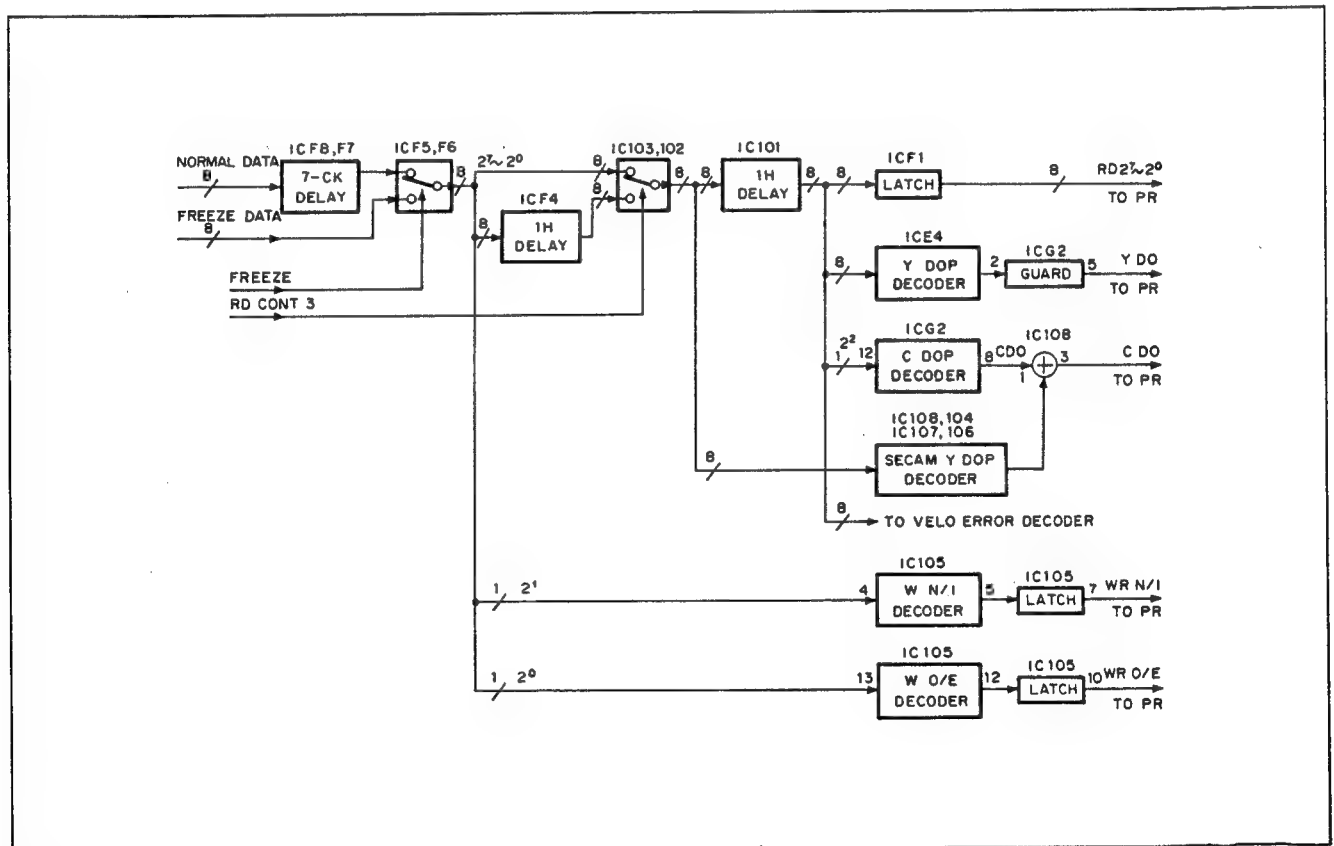 ICF8,F7
ICF5,F6
IC103,102
IC101
ICF1
NORMAL DATA
8
7-CK
DELAY
8
2⁷~2⁰
8
8
8
8
8
LATCH
8
RD2⁷~2⁰
TO PR
FREEZE DATA
8
ICF4
8
1H
DELAY
8
1H
DELAY
FREEZE
RD CONT 3
ICE4
8
Y DOP
DECODER
2
ICG2
GUARD
5
Y DO
TO PR
ICG2
2²
1
12
C DOP
DECODER
8
CDO
1
IC108
+
3
C DO
TO PR
IC108,104
IC107,106
8
SECAM Y DOP
DECODER
8
TO VELO ERROR DECODER
IC105
1
2¹
4
W N/I
DECODER
5
IC105
LATCH
7
WR N/I
TO PR
IC105
1
2⁰
13
W O/E
DECODER
12
IC105
LATCH
10
WR O/E
TO PR